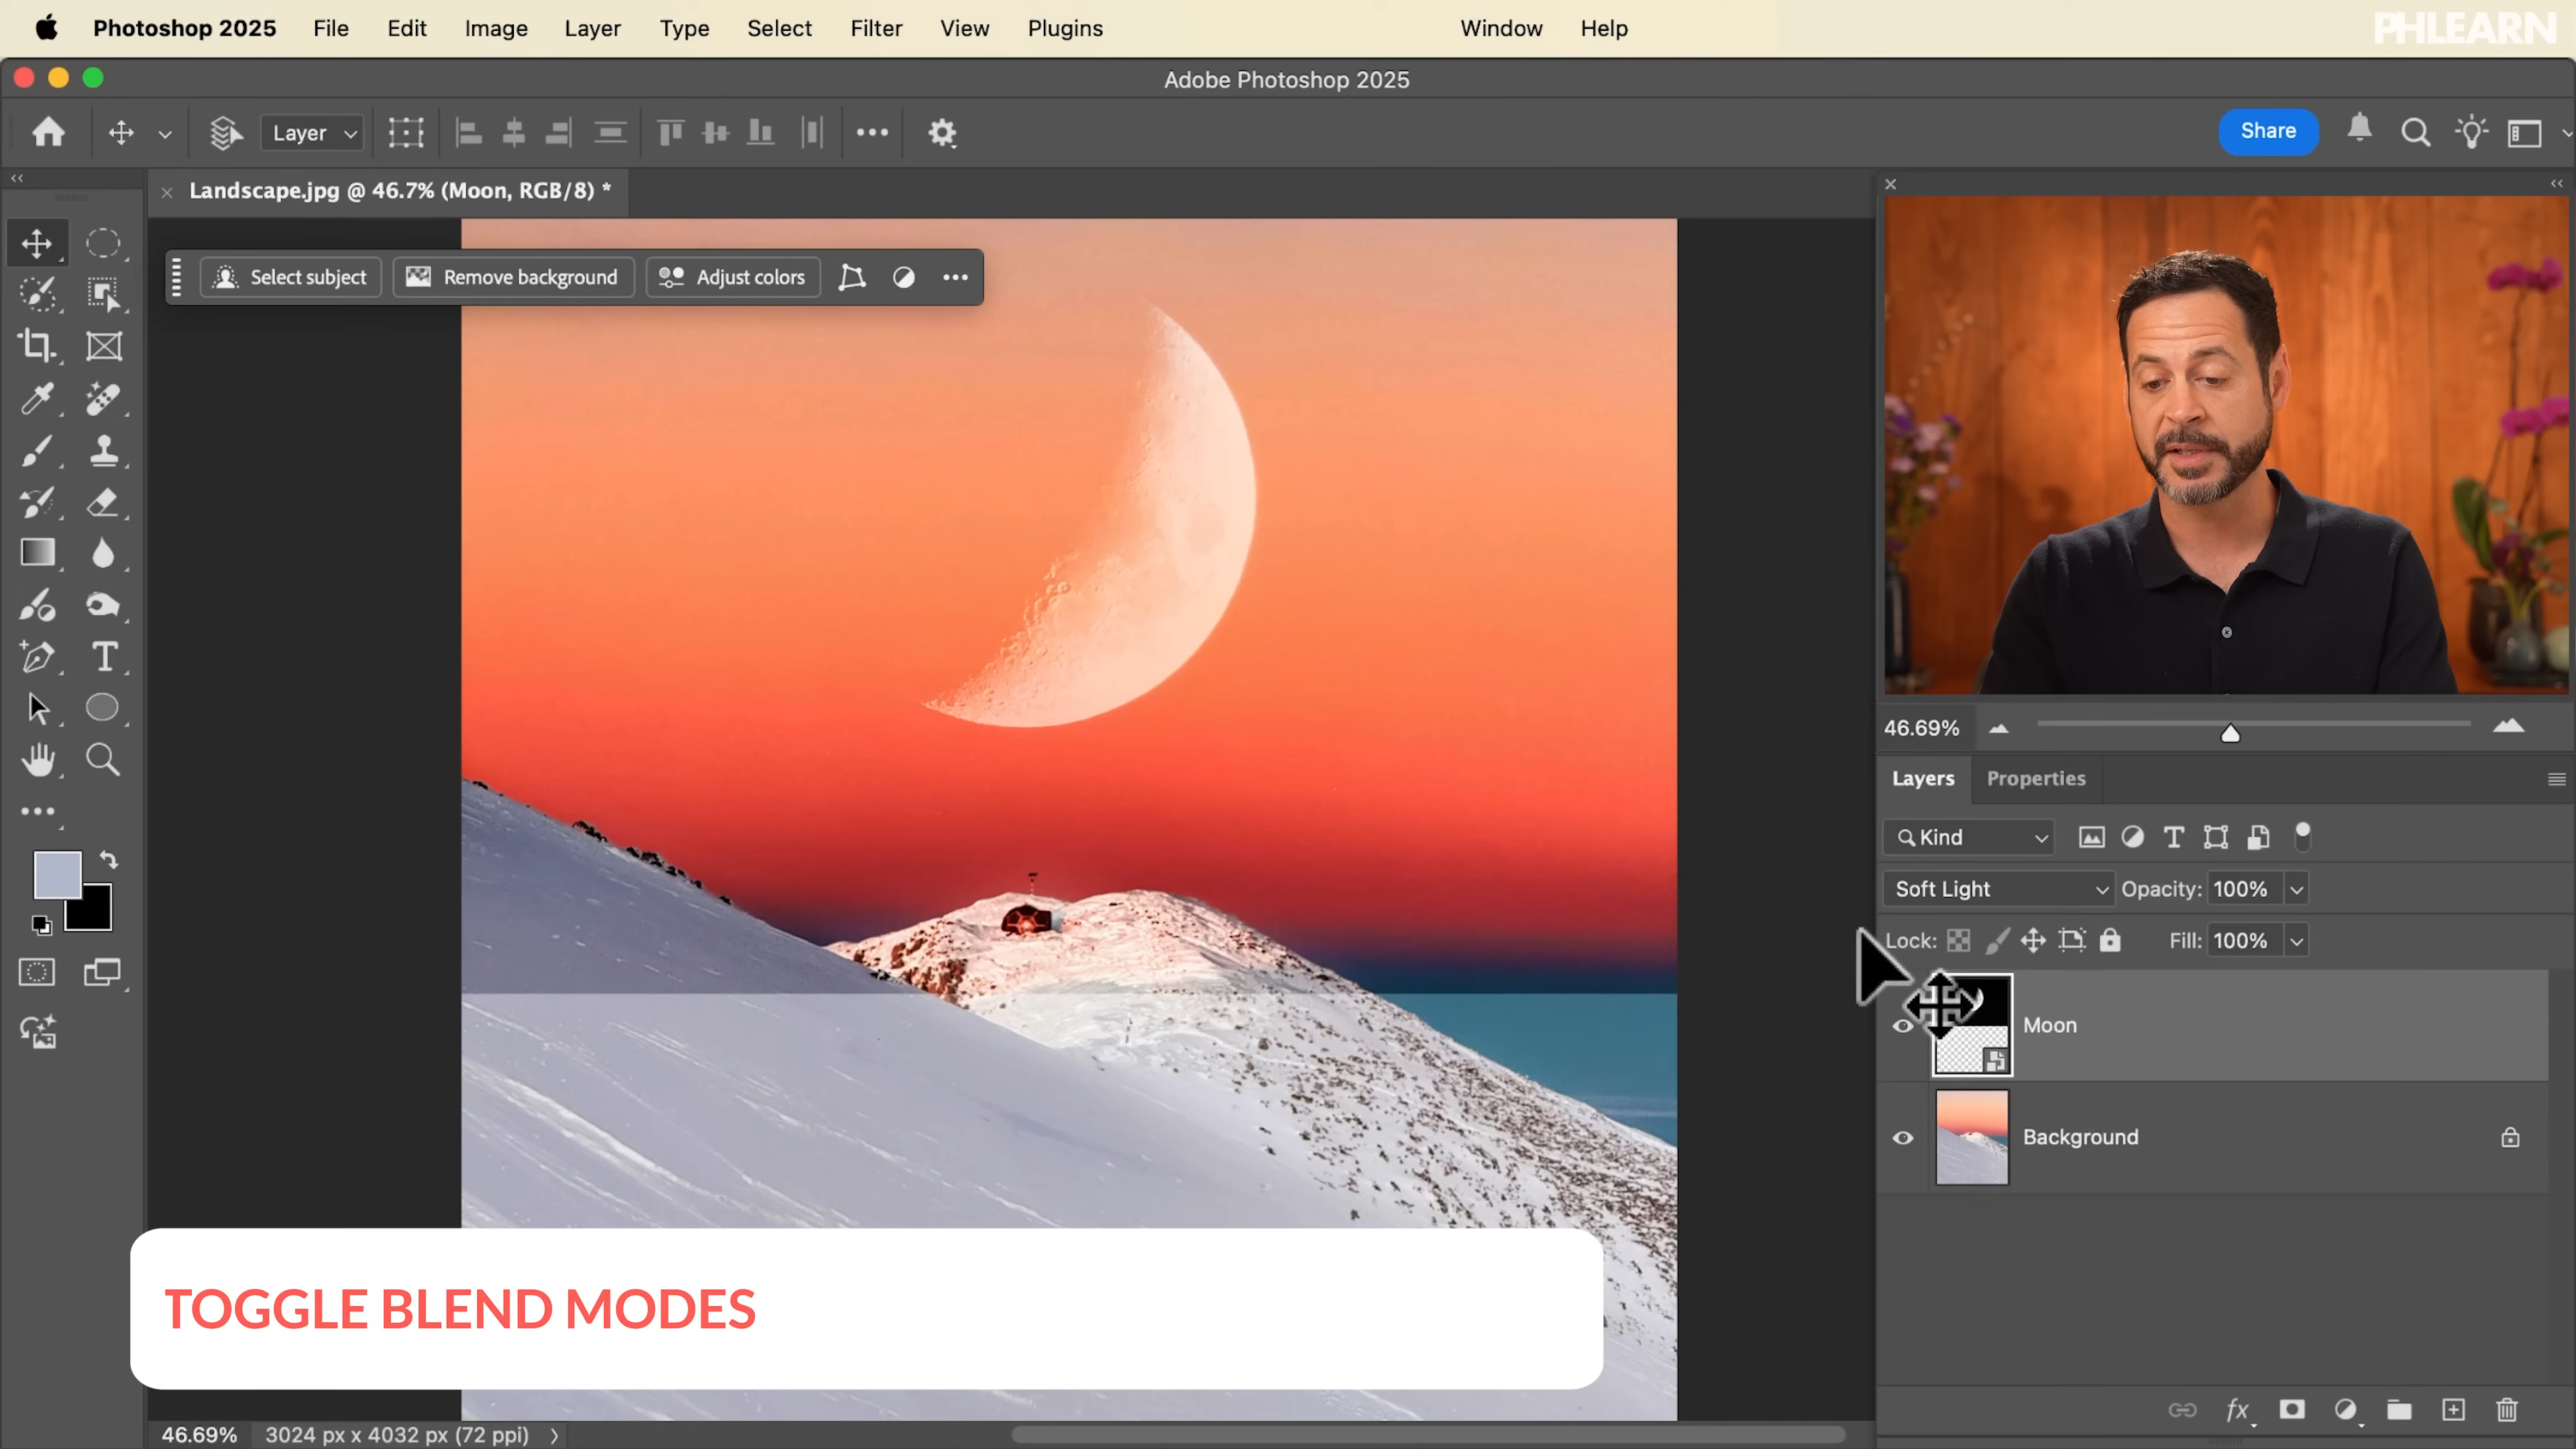 Photoshop 2025 File Edit Image Layer Type Select Filter View Plugins Window Help
PHLEARN
Adobe Photoshop 2025
Layer
Share
Landscape.jpg @ 46.7% (Moon, RGB/8) *
Select subject Remove background Adjust colors
46.69%
Layers Properties
Kind
Soft Light Opacity: 100%
Lock: Fill: 100%
Moon
Background
TOGGLE BLEND MODES
fx
46.69% 3024 px x 4032 px (72 ppi)